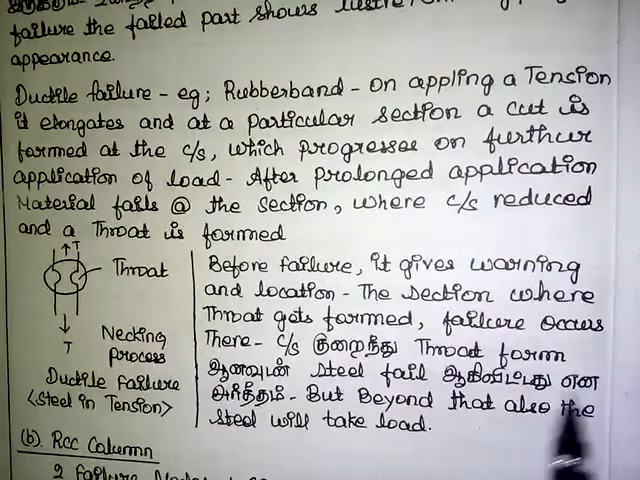 failure the failed part shows
appearance.
Ductile failure - eg; Rubberband - on appling a Tension
it elongates and at a particular section a cut is
formed at the c/s, which progresses on furthur
application of load - After prolonged application
Material fails @ the section, where c/s reduced
and a Throat is formed
T
Throat
T
Necking
process
Ductile failure
<Steel in Tension>
Before failure, it gives warning
and location - The section where
Throat gets formed, failure occurs
There - c/s குறைந்து Throat form
ஆனவுடன் steel fail ஆகிவிட்டது என
அர்த்தம் - But Beyond that also the
steel will take load.
(b). RCC Column
2 failure